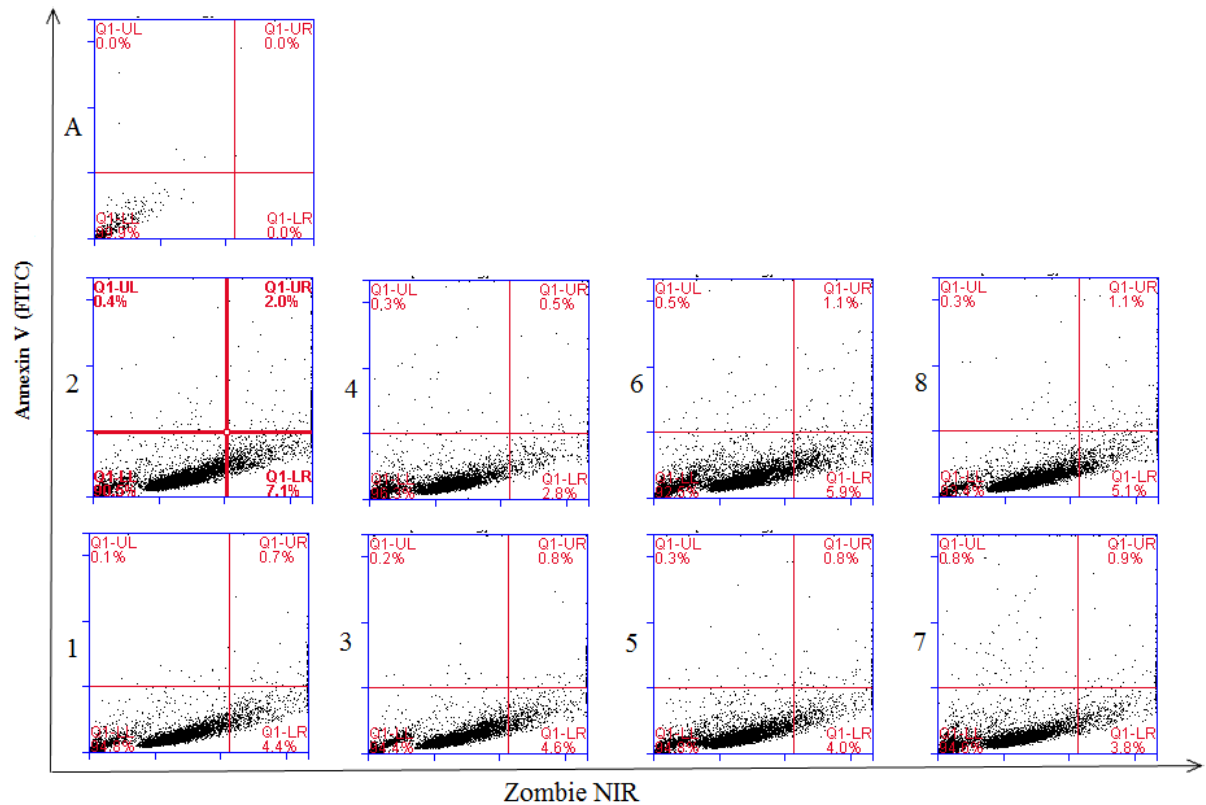 Q1-UL Q1-UR
0.0% 0.0%
A
Q1-LR
0.0%
Q1-UL Q1-UR
0.4% 2.0%
2
Q1-LR
7.1%
Q1-UL Q1-UR
0.3% 0.5%
4
Q1-LR
2.8%
Q1-UL Q1-UR
0.5% 1.1%
6
Q1-LR
5.9%
Q1-UL Q1-UR
0.3% 1.1%
8
Q1-LR
5.1%
Q1-UL Q1-UR
0.1% 0.7%
1
Q1-LR
4.4%
Q1-UL Q1-UR
0.2% 0.8%
3
Q1-LR
4.6%
Q1-UL Q1-UR
0.3% 0.8%
5
Q1-LR
4.0%
Q1-UL Q1-UR
0.8% 0.9%
7
Q1-LR
3.8%
Annexin V (FITC)
Zombie NIR